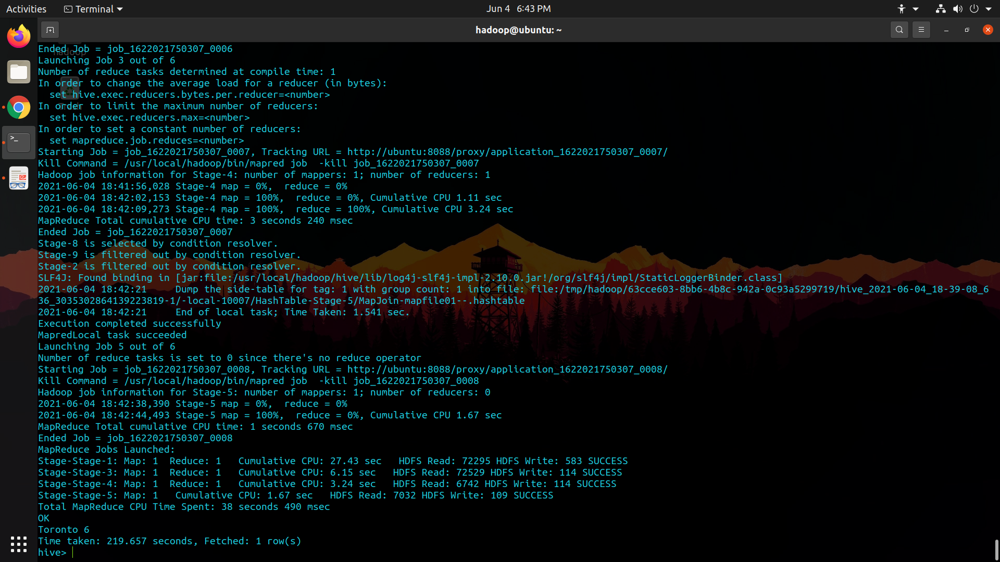 Activities
Terminal
Jun 4 6:43 PM
hadoop@ubuntu: ~
hadoop
Trash
Ended Job = job_1622021750307_0006
Launching Job 3 out of 6
Number of reduce tasks determined at compile time: 1
In order to change the average load for a reducer (in bytes):
  set hive.exec.reducers.bytes.per.reducer=<number>
In order to limit the maximum number of reducers:
  set hive.exec.reducers.max=<number>
In order to set a constant number of reducers:
  set mapreduce.job.reduces=<number>
Starting Job = job_1622021750307_0007, Tracking URL = http://ubuntu:8088/proxy/application_1622021750307_0007/
Kill Command = /usr/local/hadoop/bin/mapred job  -kill job_1622021750307_0007
Hadoop job information for Stage-4: number of mappers: 1; number of reducers: 1
2021-06-04 18:41:56,028 Stage-4 map = 0%,  reduce = 0%
2021-06-04 18:42:02,153 Stage-4 map = 100%,  reduce = 0%, Cumulative CPU 1.11 sec
2021-06-04 18:42:09,273 Stage-4 map = 100%,  reduce = 100%, Cumulative CPU 3.24 sec
MapReduce Total cumulative CPU time: 3 seconds 240 msec
Ended Job = job_1622021750307_0007
Stage-8 is selected by condition resolver.
Stage-9 is filtered out by condition resolver.
Stage-2 is filtered out by condition resolver.
SLF4J: Found binding in [jar:file:/usr/local/hadoop/hive/lib/log4j-slf4j-impl-2.10.0.jar!/org/slf4j/impl/StaticLoggerBinder.class]
2021-06-04 18:42:21     Dump the side-table for tag: 1 with group count: 1 into file: file:/tmp/hadoop/63cce603-8bb6-4b8c-942a-0c93a5299719/hive_2021-06-04_18-39-08_6
36_3035302864139223819-1/-local-10007/HashTable-Stage-5/MapJoin-mapfile01--.hashtable
2021-06-04 18:42:21     End of local task; Time Taken: 1.541 sec.
Execution completed successfully
MapredLocal task succeeded
Launching Job 5 out of 6
Number of reduce tasks is set to 0 since there's no reduce operator
Starting Job = job_1622021750307_0008, Tracking URL = http://ubuntu:8088/proxy/application_1622021750307_0008/
Kill Command = /usr/local/hadoop/bin/mapred job  -kill job_1622021750307_0008
Hadoop job information for Stage-5: number of mappers: 1; number of reducers: 0
2021-06-04 18:42:38,390 Stage-5 map = 0%,  reduce = 0%
2021-06-04 18:42:44,493 Stage-5 map = 100%,  reduce = 0%, Cumulative CPU 1.67 sec
MapReduce Total cumulative CPU time: 1 seconds 670 msec
Ended Job = job_1622021750307_0008
MapReduce Jobs Launched:
Stage-Stage-1: Map: 1  Reduce: 1   Cumulative CPU: 27.43 sec   HDFS Read: 72295 HDFS Write: 583 SUCCESS
Stage-Stage-3: Map: 1  Reduce: 1   Cumulative CPU: 6.15 sec   HDFS Read: 72529 HDFS Write: 114 SUCCESS
Stage-Stage-4: Map: 1  Reduce: 1   Cumulative CPU: 3.24 sec   HDFS Read: 6742 HDFS Write: 114 SUCCESS
Stage-Stage-5: Map: 1   Cumulative CPU: 1.67 sec   HDFS Read: 7032 HDFS Write: 109 SUCCESS
Total MapReduce CPU Time Spent: 38 seconds 490 msec
OK
Toronto 6
Time taken: 219.657 seconds, Fetched: 1 row(s)
hive>